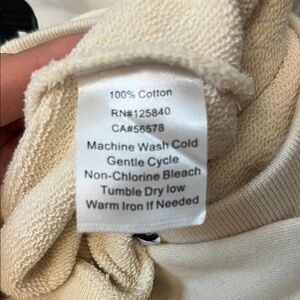 100% Cotton
RN#125840
CA#56578
Machine Wash Cold
Gentle Cycle
Non-Chlorine Bleach
Tumble Dry low
Warm Iron If Needed